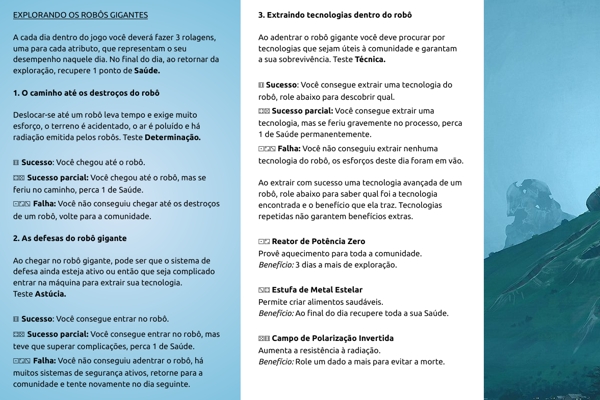 EXPLORANDO OS ROBÔS GIGANTES
A cada dia dentro do jogo você deverá fazer 3 rolagens,
uma para cada atributo, que representam o seu
desempenho naquele dia. No final do dia, ao retornar da
exploração, recupere 1 ponto de Saúde.
1. O caminho até os destroços do robô
Deslocar-se até um robô leva tempo e exige muito
esforço, o terreno é acidentado, o ar é poluído e há
radiação emitida pelos robôs. Teste Determinação.
Sucesso: Você chegou até o robô.
Sucesso parcial: Você chegou até o robô, mas se
feriu no caminho, perca 1 de Saúde.
Falha: Você não conseguiu chegar até os destroços
de um robô, volte para a comunidade.
2. As defesas do robô gigante
Ao chegar no robô gigante, pode ser que o sistema de
defesa ainda esteja ativo ou então que seja complicado
entrar na máquina para extrair sua tecnologia.
Teste Astúcia.
Sucesso: Você consegue entrar no robô.
Sucesso parcial: Você consegue entrar no robô, mas
teve que superar complicações, perca 1 de Saúde.
Falha: Você não conseguiu adentrar o robô, há
muitos sistemas de segurança ativos, retorne para a
comunidade e tente novamente no dia seguinte.
3. Extraindo tecnologias dentro do robô
Ao adentrar o robô gigante você deve procurar por
tecnologias que sejam úteis à comunidade e garantam
a sua sobrevivência. Teste Técnica.
Sucesso: Você consegue extrair uma tecnologia do
robô, role abaixo para descobrir qual.
Sucesso parcial: Você consegue extrair uma
tecnologia, mas se feriu gravemente no processo, perca
1 de Saúde permanentemente.
Falha: Você não conseguiu extrair nenhuma
tecnologia do robô, os esforços deste dia foram em vão.
Ao extrair com sucesso uma tecnologia avançada de um
robô, role abaixo para saber qual foi a tecnologia
encontrada e o benefício que ela traz. Tecnologias
repetidas não garantem benefícios extras.
Reator de Potência Zero
Provê aquecimento para toda a comunidade.
Benefício: 3 dias a mais de exploração.
Estufa de Metal Estelar
Permite criar alimentos saudáveis.
Benefício: Ao final do dia recupere toda a sua Saúde.
Campo de Polarização Invertida
Aumenta a resistência à radiação.
Benefício: Role um dado a mais para evitar a morte.